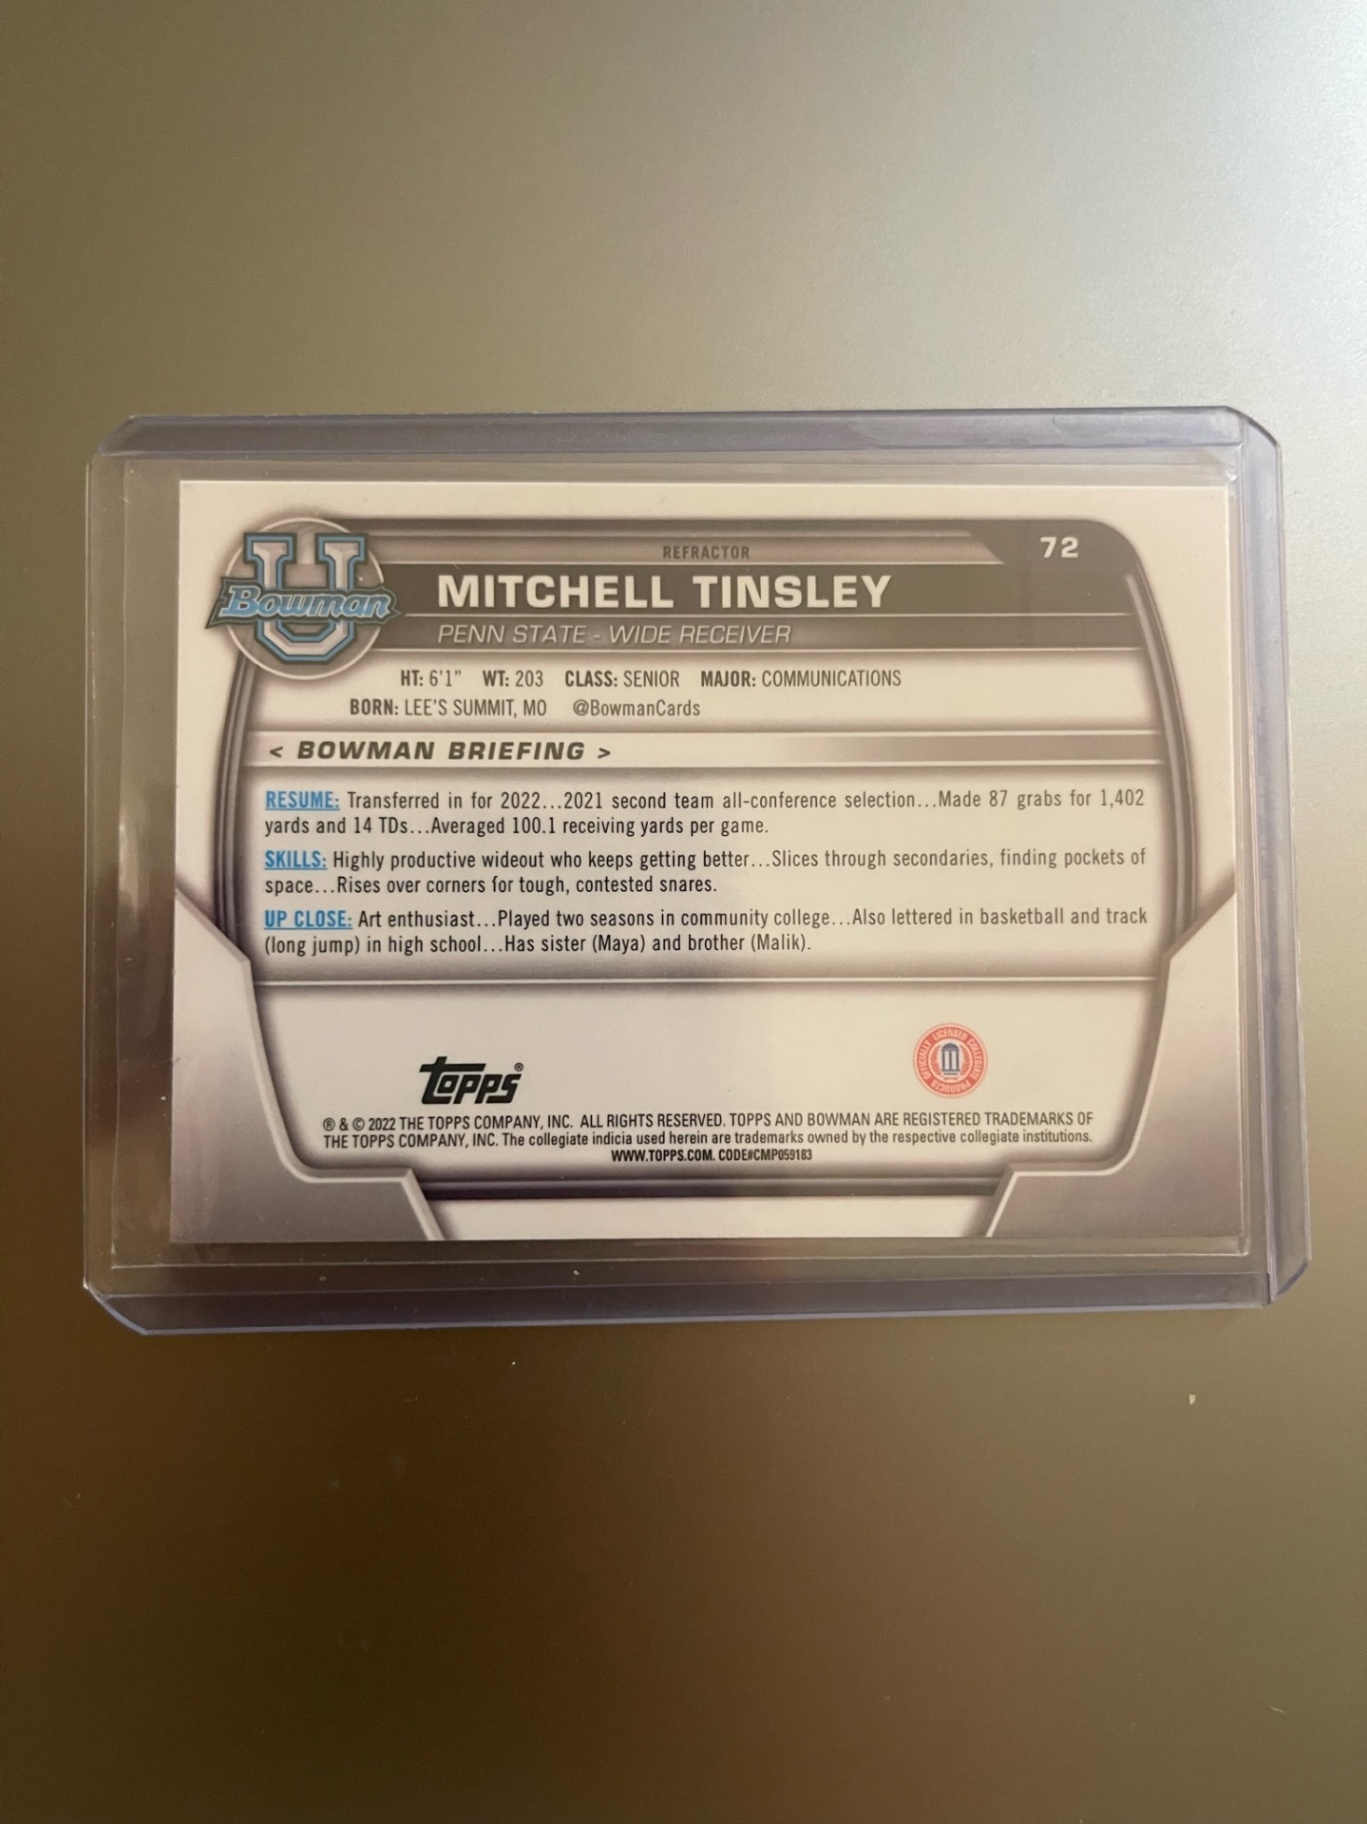 U
Bowman
REFRACTOR
72
MITCHELL TINSLEY
PENN STATE - WIDE RECEIVER
HT: 6'1" WT: 203 CLASS: SENIOR MAJOR: COMMUNICATIONS
BORN: LEE'S SUMMIT, MO @BowmanCards
< BOWMAN BRIEFING >
RESUME: Transferred in for 2022...2021 second team all-conference selection...Made 87 grabs for 1,402
yards and 14 TDs...Averaged 100.1 receiving yards per game.
SKILLS: Highly productive wideout who keeps getting better...Slices through secondaries, finding pockets of
space...Rises over corners for tough, contested snares.
UP CLOSE: Art enthusiast...Played two seasons in community college...Also lettered in basketball and track
(long jump) in high school...Has sister (Maya) and brother (Malik).
topps®
OFFICIALLY LICENSED COLLEGIATE PRODUCTS
® & © 2022 THE TOPPS COMPANY, INC. ALL RIGHTS RESERVED. TOPPS AND BOWMAN ARE REGISTERED TRADEMARKS OF
THE TOPPS COMPANY, INC. The collegiate indicia used herein are trademarks owned by the respective collegiate institutions.
WWW.TOPPS.COM. CODE#CMP059183